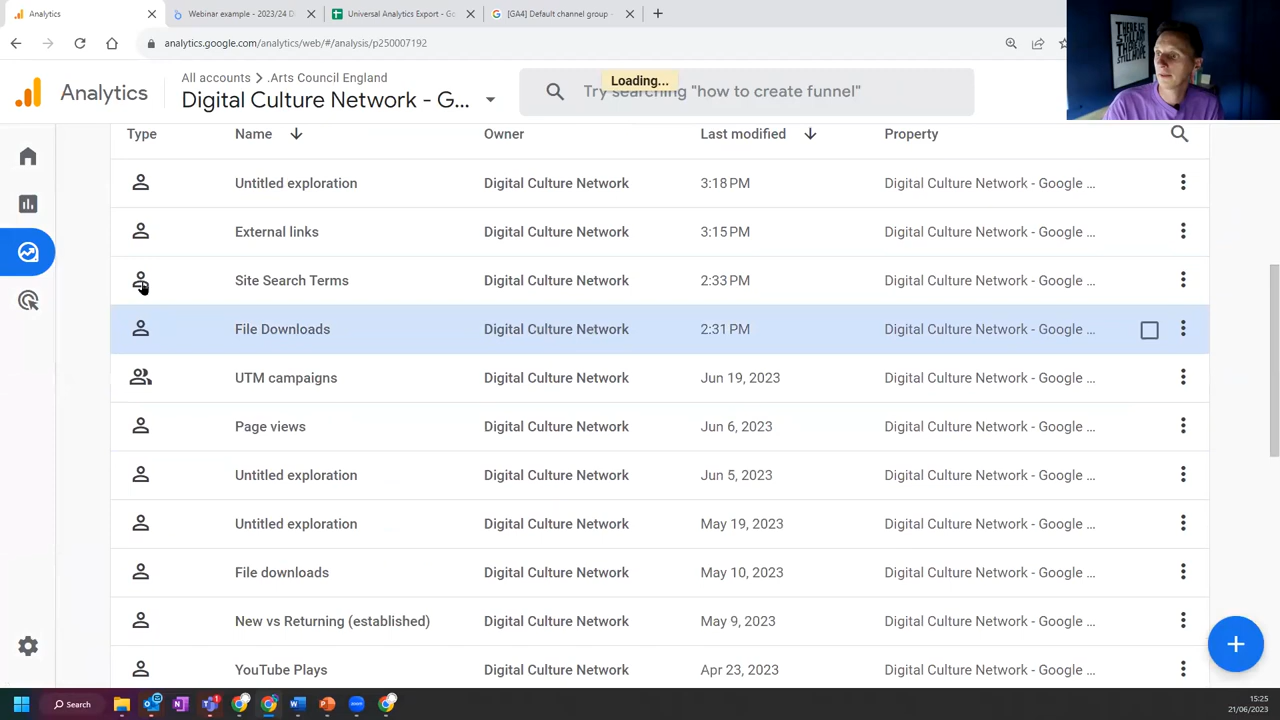 Analytics
Webinar example - 2023/24 D
Universal Analytics Export - Go
[GA4] Default channel group -
analytics.google.com/analytics/web/#/analysis/p250007192
THERE IS
STILL
THERE
IS STILL
MORE
Analytics
All accounts > .Arts Council England
Digital Culture Network - G...
Loading...
Try searching "how to create funnel"
Type Name Owner Last modified Property
Untitled exploration Digital Culture Network 3:18 PM Digital Culture Network - Google ...
External links Digital Culture Network 3:15 PM Digital Culture Network - Google ...
Site Search Terms Digital Culture Network 2:33 PM Digital Culture Network - Google ...
File Downloads Digital Culture Network 2:31 PM Digital Culture Network - Google ...
UTM campaigns Digital Culture Network Jun 19, 2023 Digital Culture Network - Google ...
Page views Digital Culture Network Jun 6, 2023 Digital Culture Network - Google ...
Untitled exploration Digital Culture Network Jun 5, 2023 Digital Culture Network - Google ...
Untitled exploration Digital Culture Network May 19, 2023 Digital Culture Network - Google ...
File downloads Digital Culture Network May 10, 2023 Digital Culture Network - Google ...
New vs Returning (established) Digital Culture Network May 9, 2023 Digital Culture Network - Google ...
YouTube Plays Digital Culture Network Apr 23, 2023 Digital Culture Network - Google ...
Search
15:25
21/06/2023